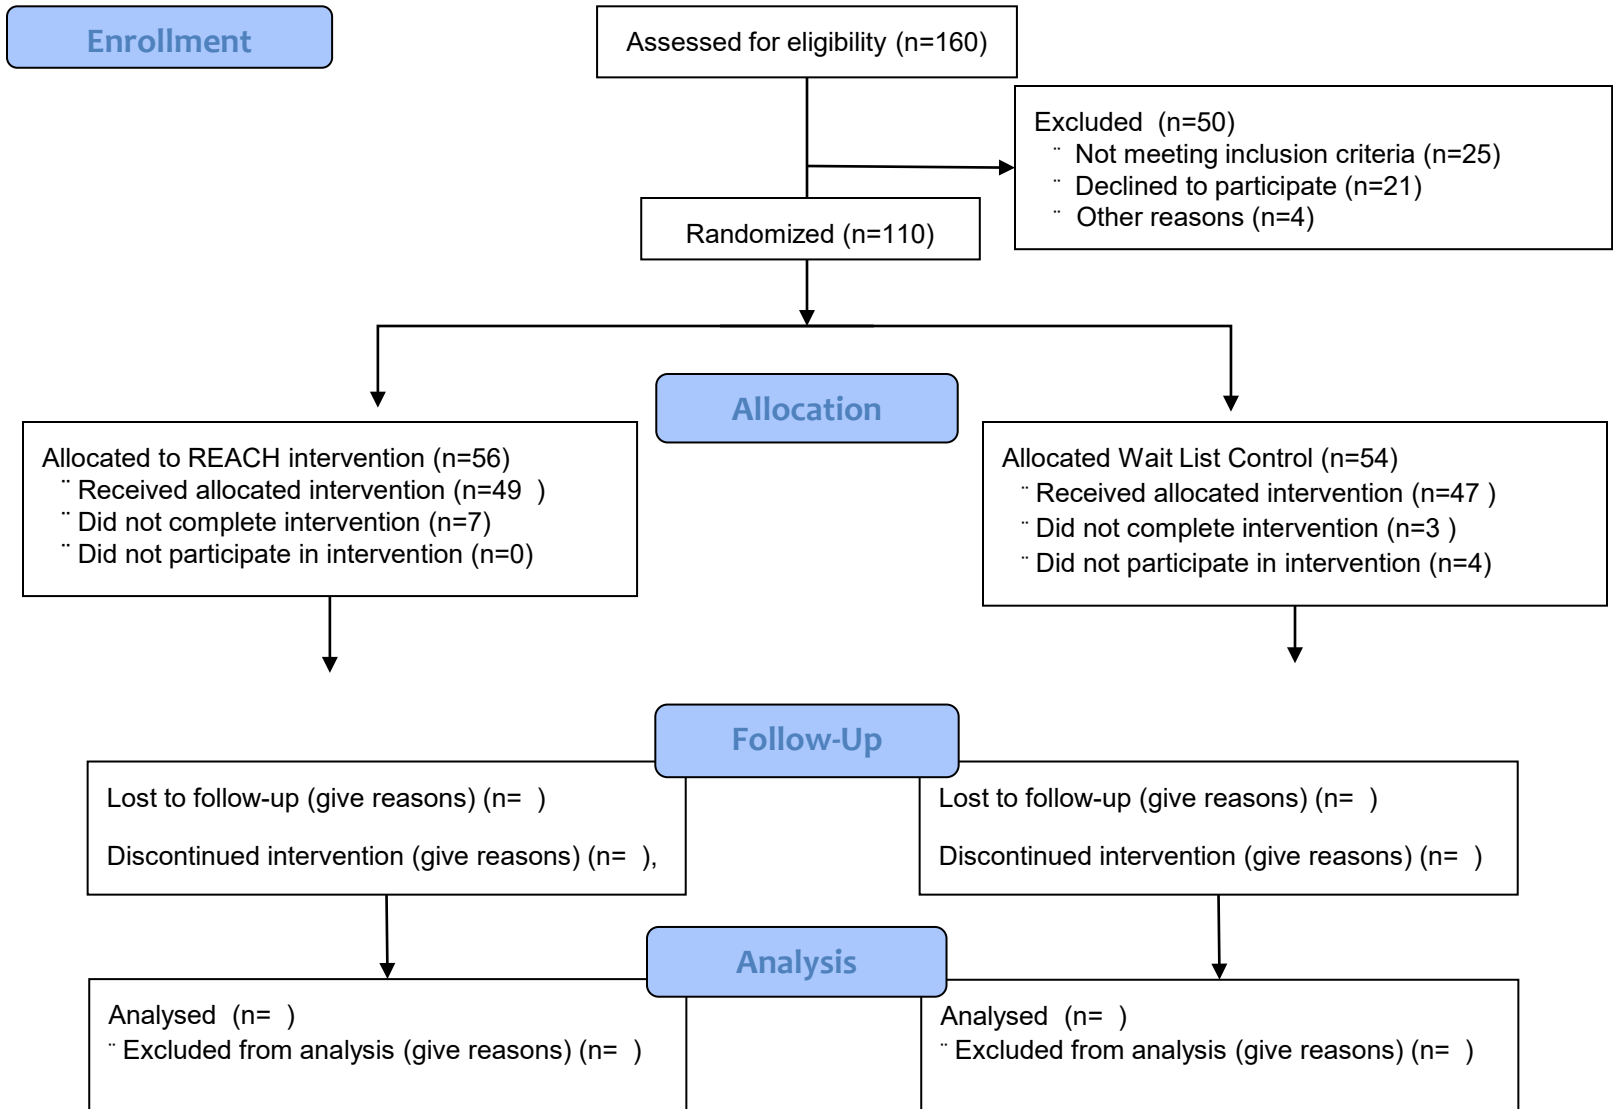 Enrollment
Assessed for eligibility (n=160)
Excluded  (n=50)
¨ Not meeting inclusion criteria (n=25)
¨ Declined to participate (n=21)
¨ Other reasons (n=4)
Randomized (n=110)
Allocation
Allocated to REACH intervention (n=56)
¨ Received allocated intervention (n=49  )
¨ Did not complete intervention (n=7)
¨ Did not participate in intervention (n=0)
Allocated Wait List Control (n=54)
¨ Received allocated intervention (n=47 )
¨ Did not complete intervention (n=3 )
¨ Did not participate in intervention (n=4)
Follow-Up
Lost to follow-up (give reasons) (n=  )
Discontinued intervention (give reasons) (n=  ),
Lost to follow-up (give reasons) (n=  )
Discontinued intervention (give reasons) (n=  )
Analysis
Analysed  (n=  )
¨ Excluded from analysis (give reasons) (n=  )
Analysed  (n=  )
¨ Excluded from analysis (give reasons) (n=  )